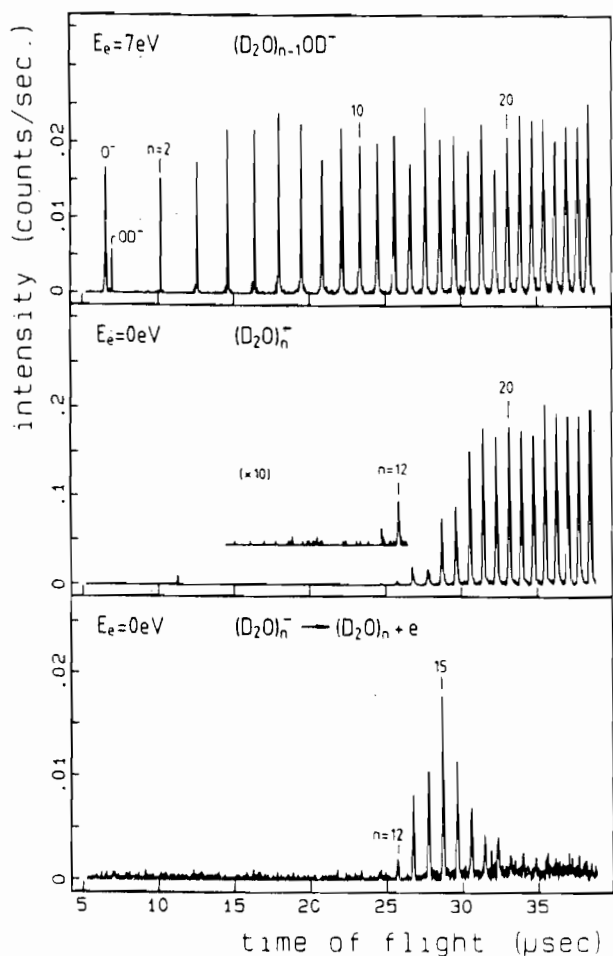 intensity (counts/sec.)
Eₑ=7eV (D₂O)ₙ₋₁OD⁻
.02
.01
0
O⁻
OD⁻
n=2
10
20
Eₑ=0eV (D₂O)ₙ⁻
.2
.1
0
(×10)
n=12
20
Eₑ=0eV (D₂O)ₙ⁻ → (D₂O)ₙ + e
.02
.01
0
n=12
15
5 10 15 20 25 30 35
time of flight (μsec)